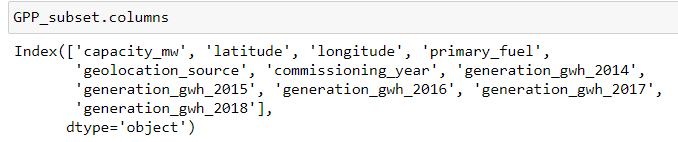 GPP_subset.columns
Index(['capacity_mw', 'latitude', 'longitude', 'primary_fuel',
'geolocation_source', 'commissioning_year', 'generation_gwh_2014',
'generation_gwh_2015', 'generation_gwh_2016', 'generation_gwh_2017',
'generation_gwh_2018'],
dtype='object')